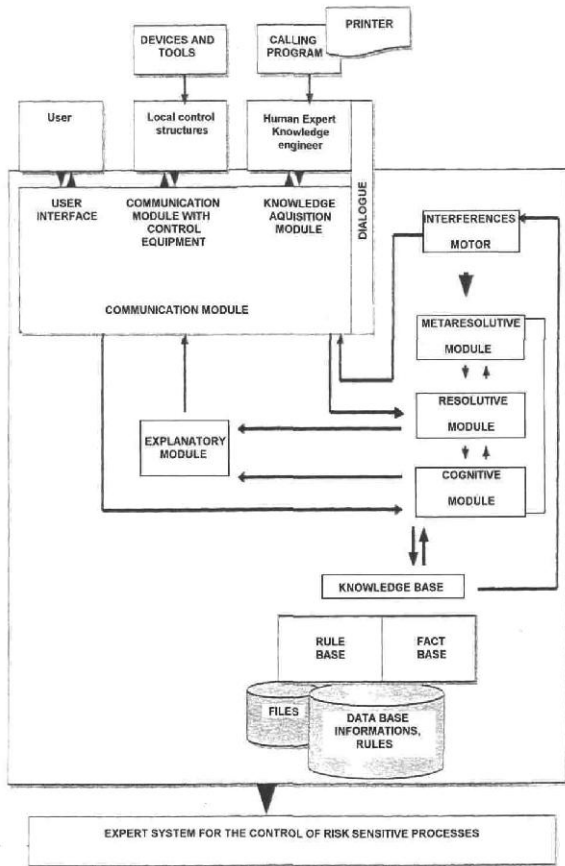 PRINTER
DEVICES AND
TOOLS
CALLING
PROGRAM
User
Local control
structures
Human Expert
Knowledge
engineer
USER
INTERFACE
COMMUNICATION
MODULE WITH
CONTROL
EQUIPMENT
KNOWLEDGE
AQUISITION
MODULE
DIALOGUE
COMMUNICATION MODULE
INTERFERENCES
MOTOR
METARESOLUTIVE
MODULE
RESOLUTIVE
MODULE
EXPLANATORY
MODULE
COGNITIVE
MODULE
KNOWLEDGE BASE
RULE
BASE
FACT
BASE
FILES
DATA BASE
INFORMATIONS,
RULES
EXPERT SYSTEM FOR THE CONTROL OF RISK SENSITIVE PROCESSES